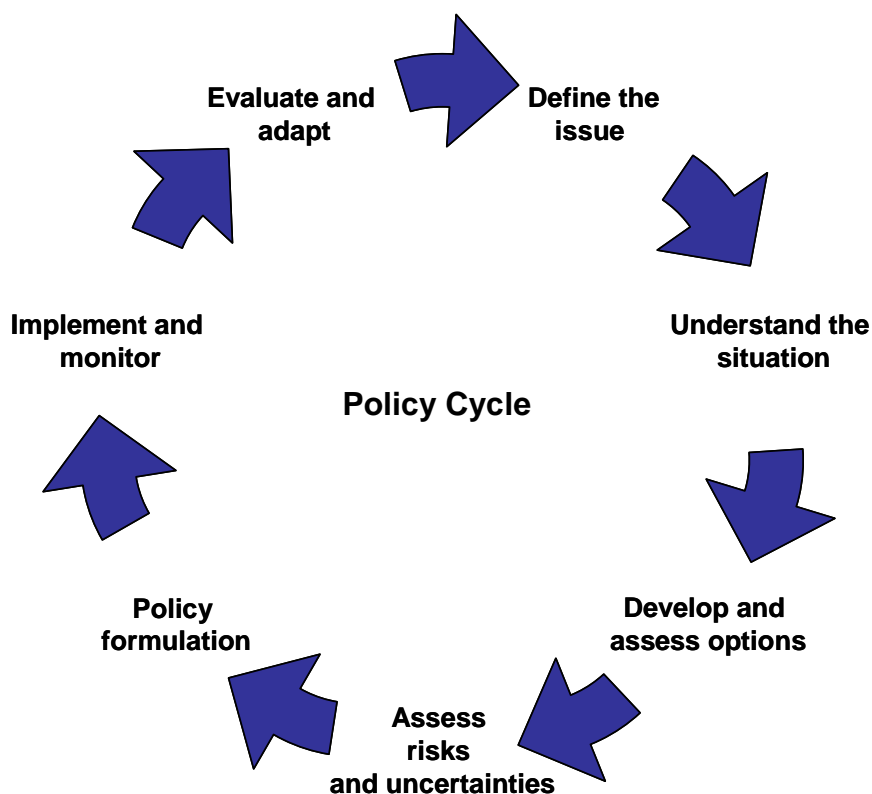 Evaluate and
adapt
Define the
issue
Understand the
situation
Develop and
assess options
Assess
risks
and uncertainties
Policy
formulation
Implement and
monitor
Policy Cycle